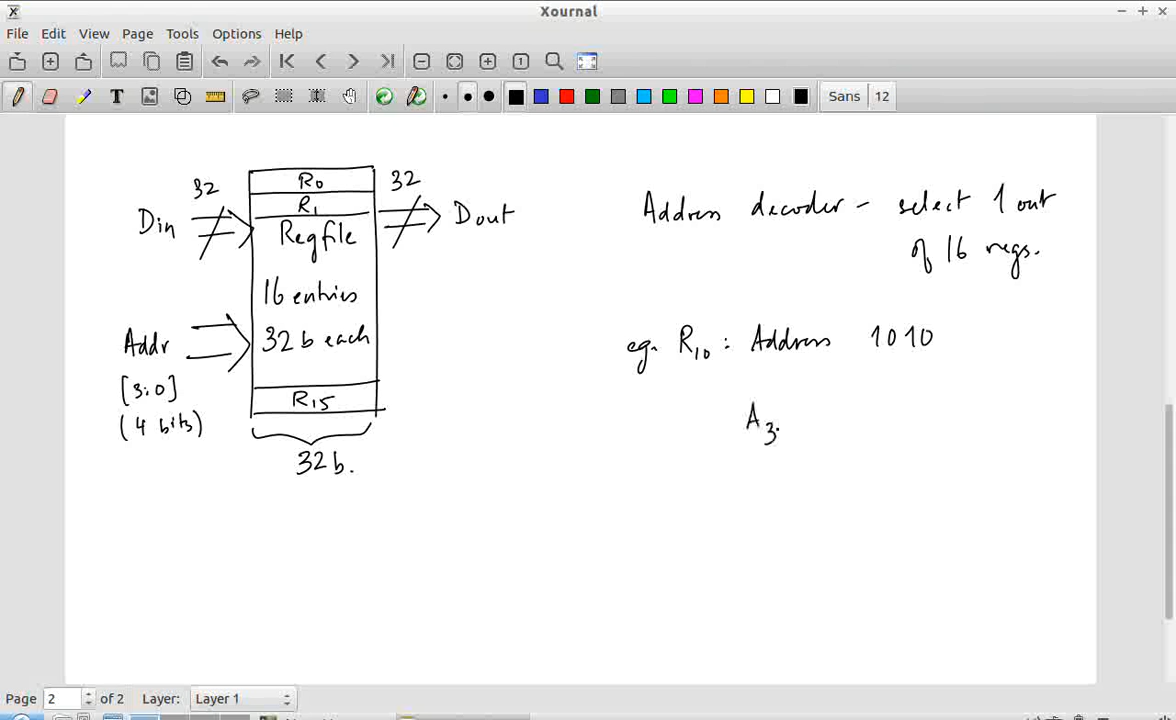 Xournal
File Edit View Page Tools Options Help
Sans 12
32
Din
R0
R1
Regfile
16 entries
32 b each
R15
32 b.
32
Dout
Addr
[3:0]
(4 bits)
Address decoder - select 1 out
of 16 regs.
eg. R10 : Address 1010
A3.
Page 2 of 2 Layer: Layer 1